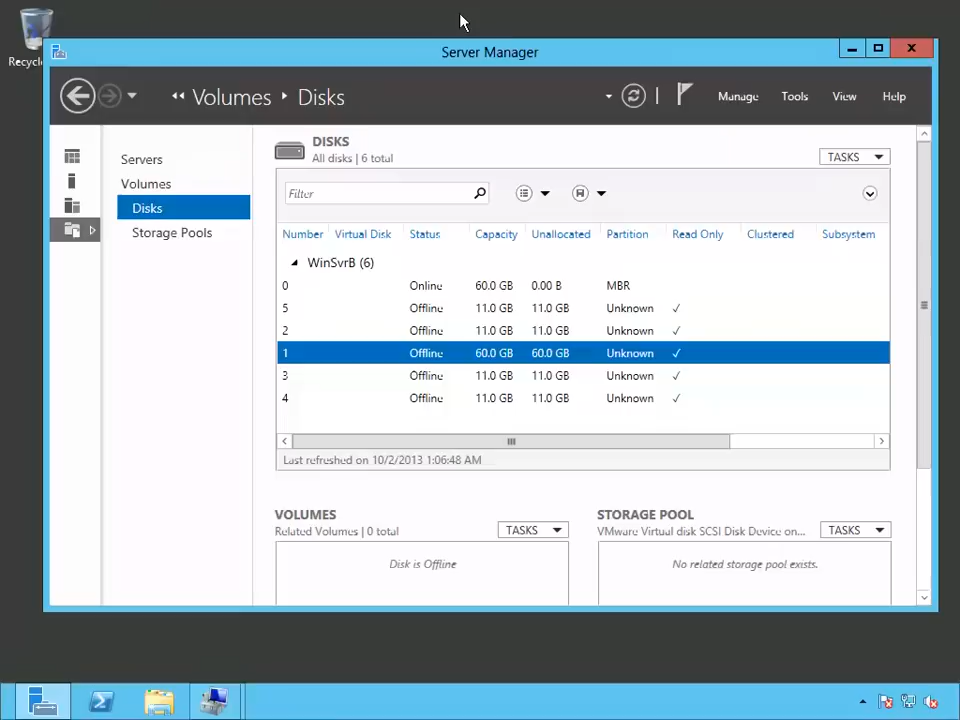 Recycle
Server Manager
Volumes
Disks
Manage Tools View Help
Servers
Volumes
Disks
Storage Pools
DISKS
All disks | 6 total
TASKS
Filter
Number Virtual Disk Status Capacity Unallocated Partition Read Only Clustered Subsystem
WinSvrB (6)
0 Online 60.0 GB 0.00 B MBR
5 Offline 11.0 GB 11.0 GB Unknown ✓
2 Offline 11.0 GB 11.0 GB Unknown ✓
1 Offline 60.0 GB 60.0 GB Unknown ✓
3 Offline 11.0 GB 11.0 GB Unknown ✓
4 Offline 11.0 GB 11.0 GB Unknown ✓
Last refreshed on 10/2/2013 1:06:48 AM
VOLUMES
Related Volumes | 0 total
TASKS
Disk is Offline
STORAGE POOL
VMware Virtual disk SCSI Disk Device on...
TASKS
No related storage pool exists.